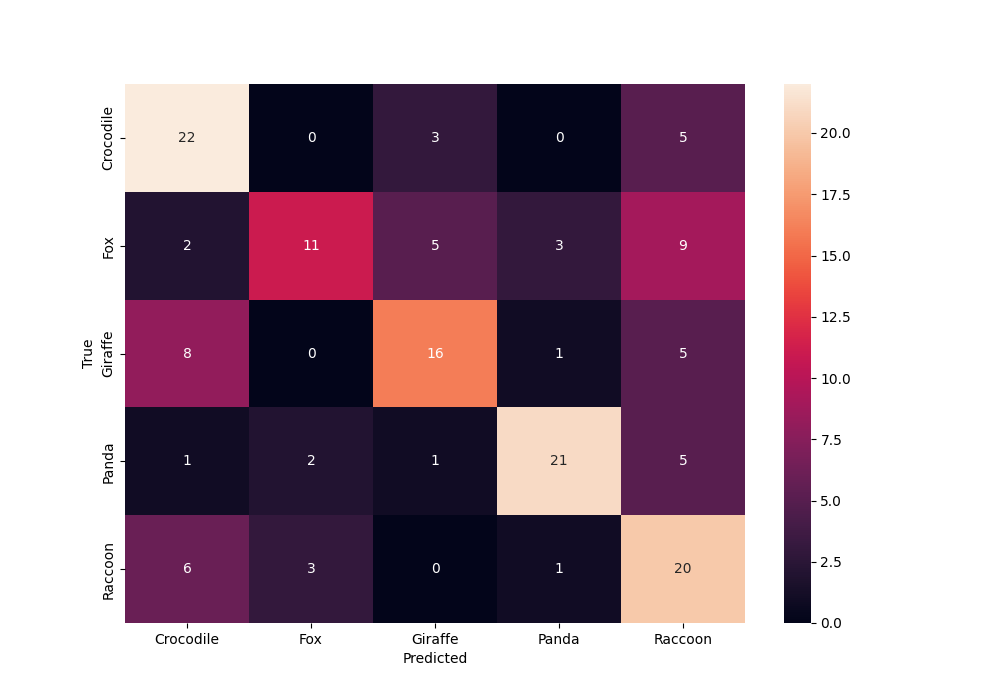 Crocodile
22 0 3 0 5
Fox
2 11 5 3 9
True
Giraffe
8 0 16 1 5
Panda
1 2 1 21 5
Raccoon
6 3 0 1 20
Crocodile Fox Giraffe Panda Raccoon
Predicted
20.0
17.5
15.0
12.5
10.0
7.5
5.0
2.5
0.0